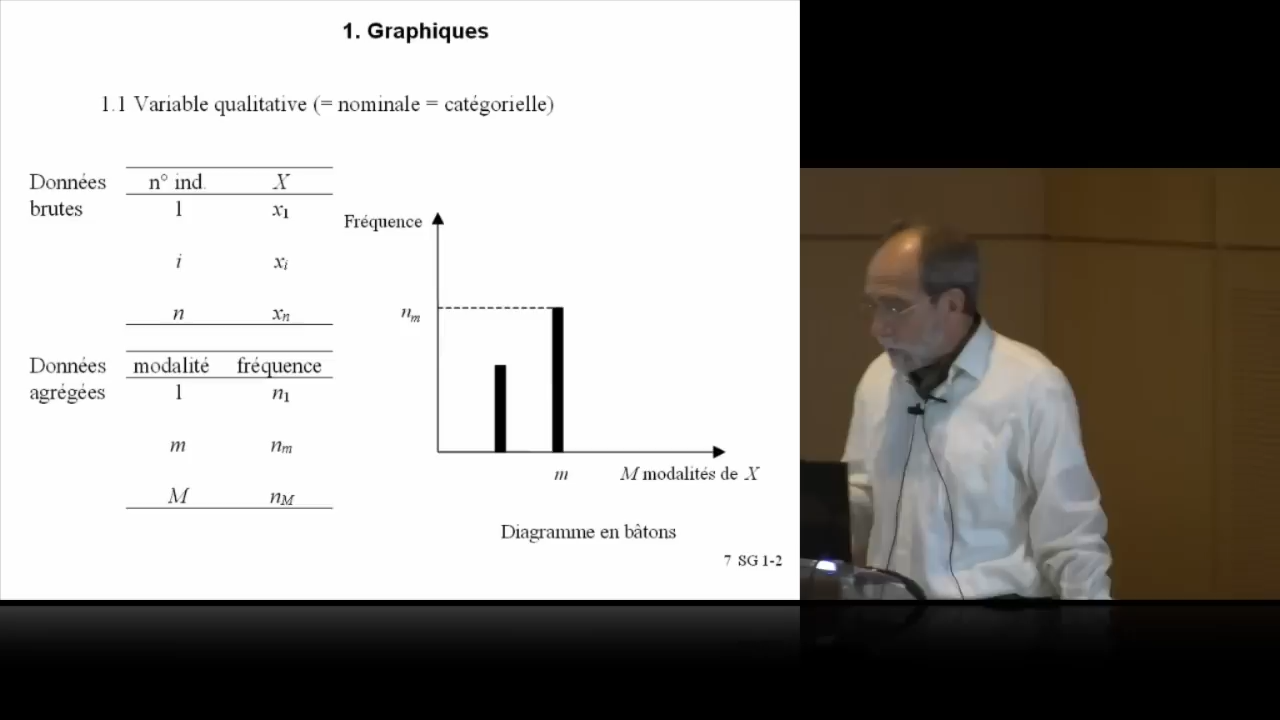 1. Graphiques
1.1 Variable qualitative (= nominale = catégorielle)
Données brutes
n° ind. X
1 x1
i xi
n xn
Données agrégées
modalité fréquence
1 n1
m nm
M nM
Fréquence
nm
m
M modalités de X
Diagramme en bâtons
7 SG 1-2